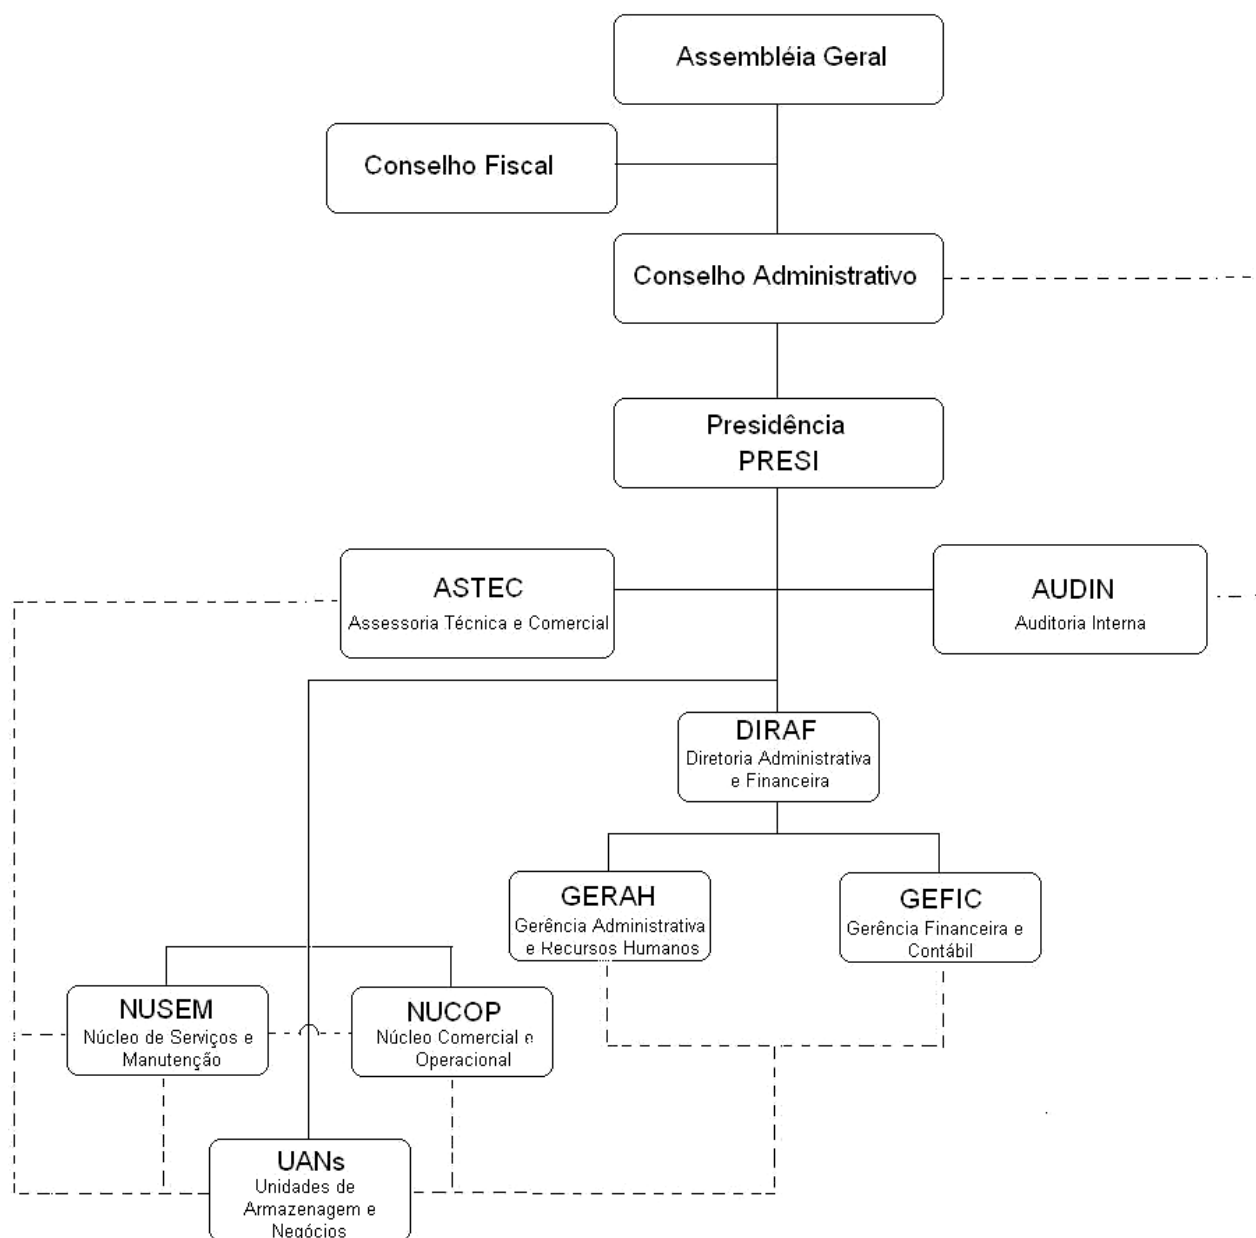 Assembléia Geral
Conselho Fiscal
Conselho Administrativo
Presidência
PRESI
ASTEC
Assessoria Técnica e Comercial
AUDIN
Auditoria Interna
DIRAF
Diretoria Administrativa
e Financeira
GERAH
Gerência Administrativa
e Recursos Humanos
GEFIC
Gerência Financeira e
Contábil
NUSEM
Núcleo de Serviços e
Manutenção
NUCOP
Núcleo Comercial e
Operacional
UANs
Unidades de
Armazenagem e
Negócios